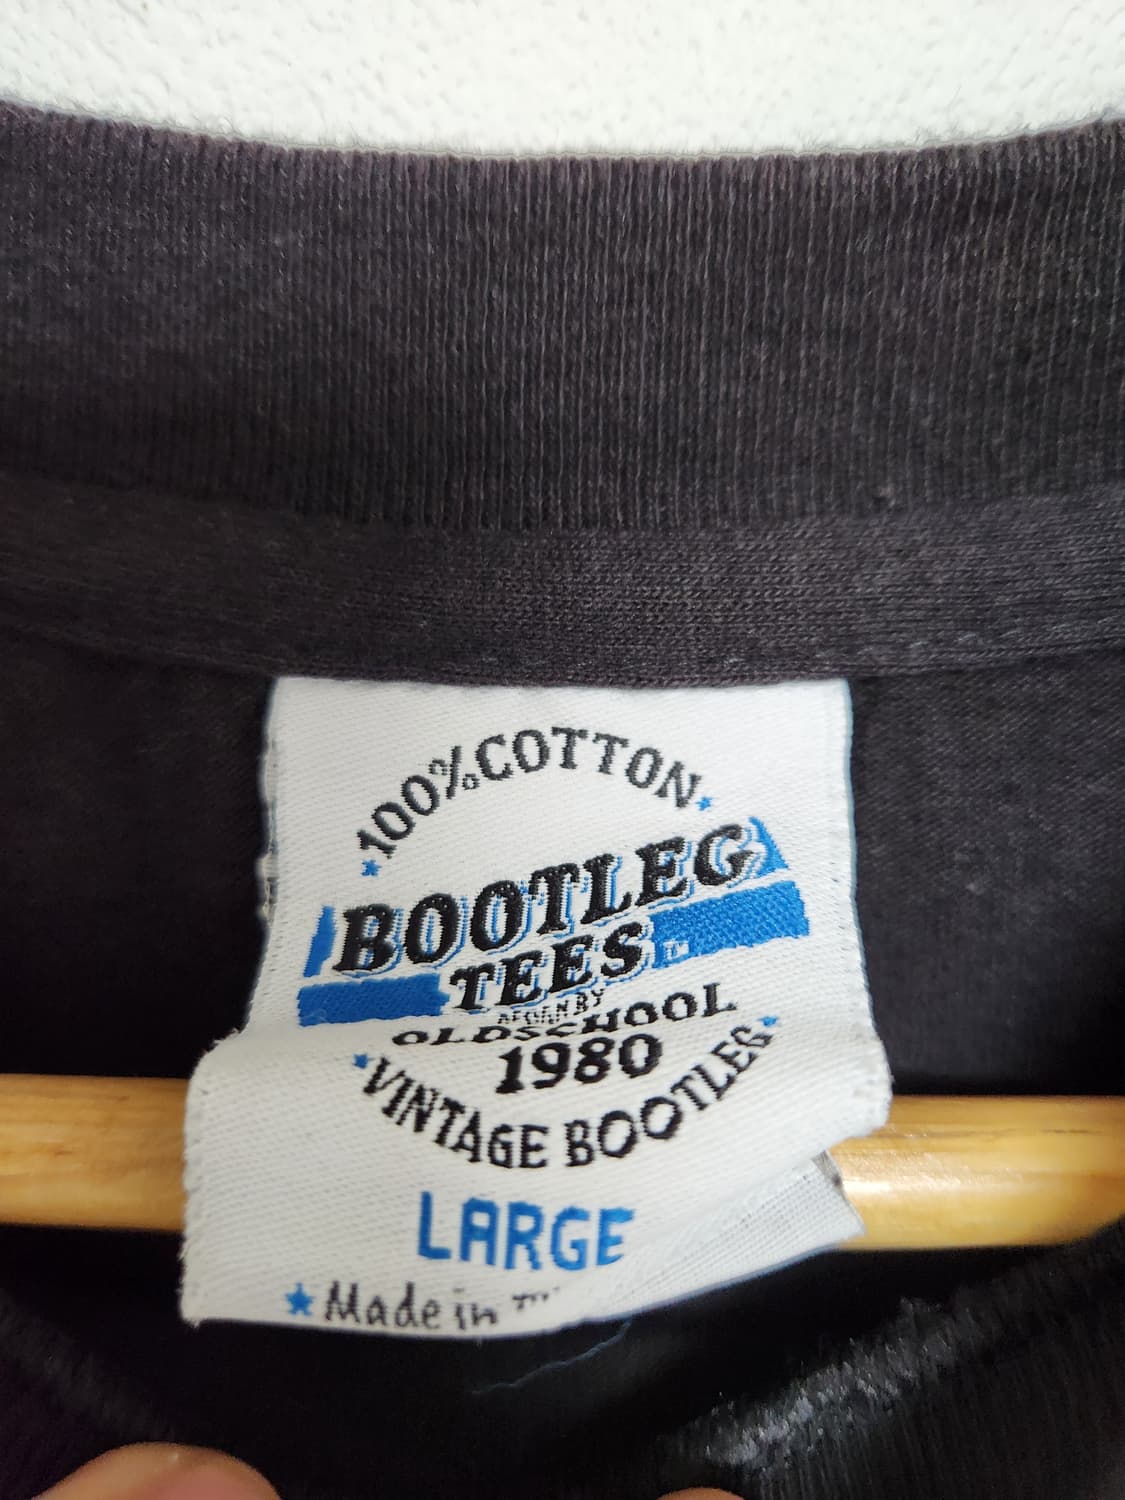 100% COTTON
BOOTLEG
TEES
OLDSCHOOL
1980
VINTAGE BOOTLEG
LARGE
Made in